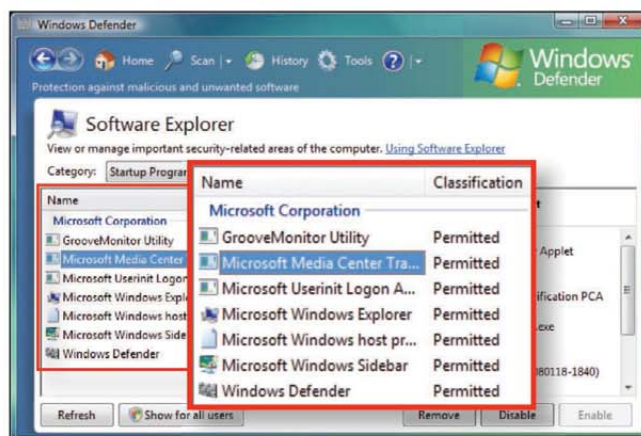 Windows Defender
Home Scan History Tools
Windows
Defender
Protection against malicious and unwanted software
Software Explorer
View or manage important security-related areas of the computer. Using Software Explorer
Category: Startup Progra
Name
Microsoft Corporation
GrooveMonitor Utility
Microsoft Media Center
Microsoft Userinit Logon
Microsoft Windows Expl
Microsoft Windows host
Microsoft Windows Side
Windows Defender
Name Classification
Microsoft Corporation
GrooveMonitor Utility Permitted
Microsoft Media Center Tra... Permitted
Microsoft Userinit Logon A... Permitted
Microsoft Windows Explorer Permitted
Microsoft Windows host pr... Permitted
Microsoft Windows Sidebar Permitted
Windows Defender Permitted
Applet
ification PCA
.exe
080118-1840)
Refresh Show for all users Remove Disable Enable